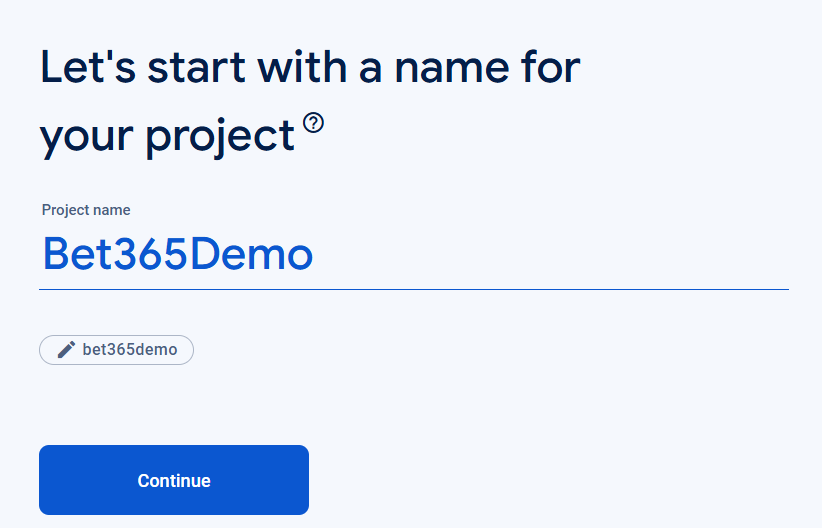 Let's start with a name for
your project
Project name
Bet365Demo
bet365demo
Continue